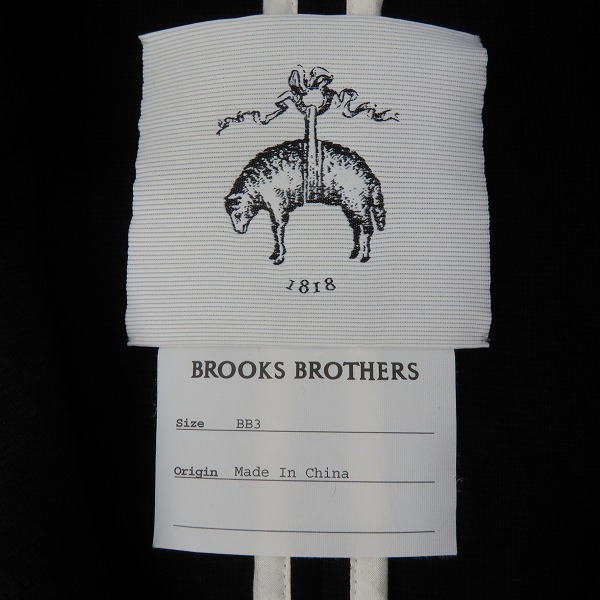 1818
BROOKS BROTHERS
Size BB3
Origin Made In China